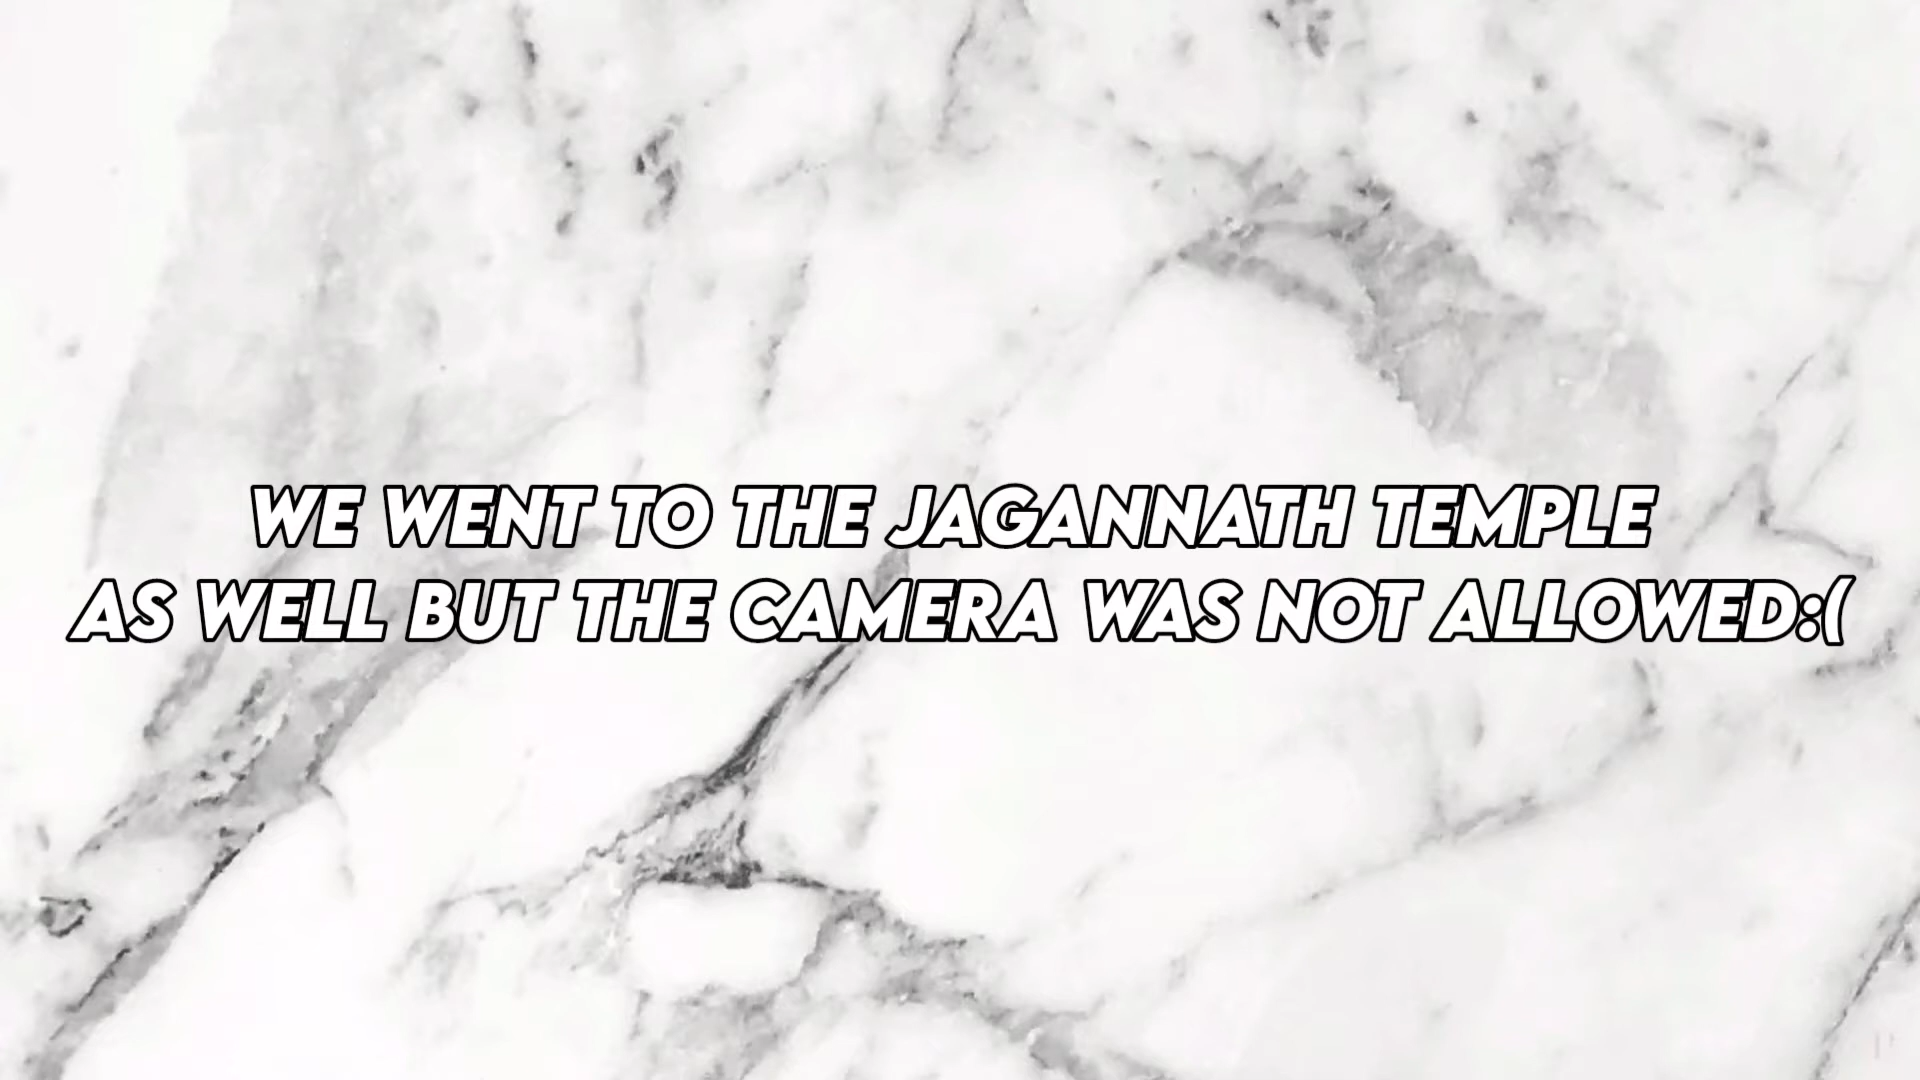 WE WENT TO THE JAGANNATH TEMPLE
AS WELL BUT THE CAMERA WAS NOT ALLOWED:(